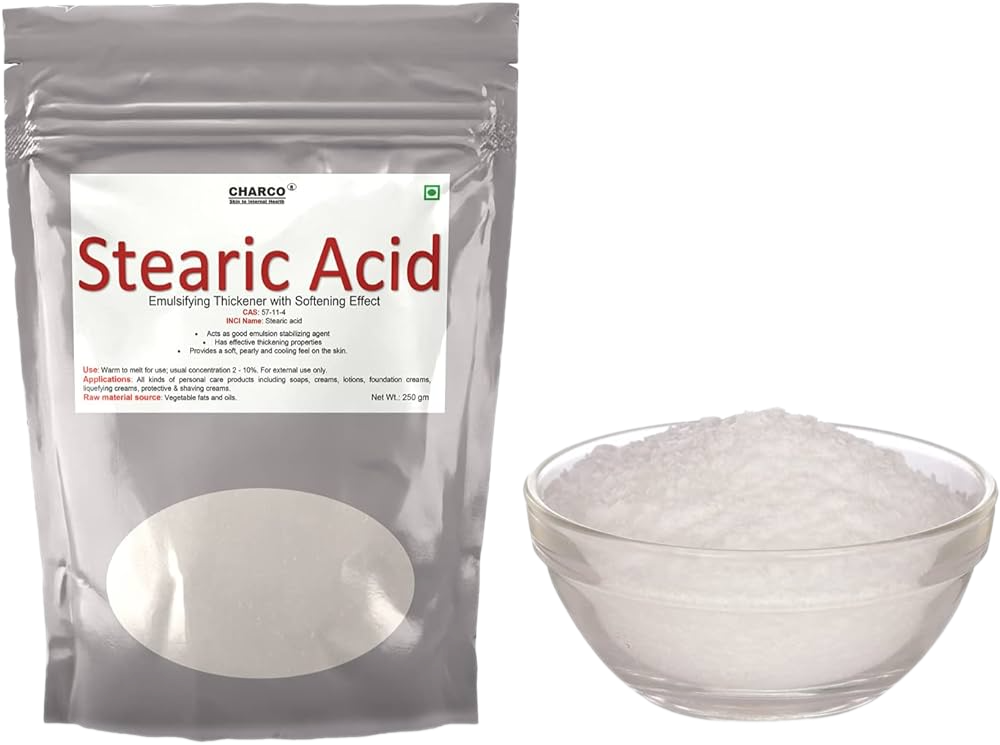 CHARCO®
Skin to Internal Health
Stearic Acid
Emulsifying Thickener with Softening Effect
CAS: 57-11-4
INCI Name: Stearic acid
• Acts as good emulsion stabilizing agent
• Has effective thickening properties
• Provides a soft, pearly and cooling feel on the skin.
Use: Warm to melt for use; usual concentration 2 - 10%. For external use only.
Applications: All kinds of personal care products including soaps, creams, lotions, foundation creams,
liquefying creams, protective & shaving creams.
Raw material source: Vegetable fats and oils.
Net Wt.: 250 gm